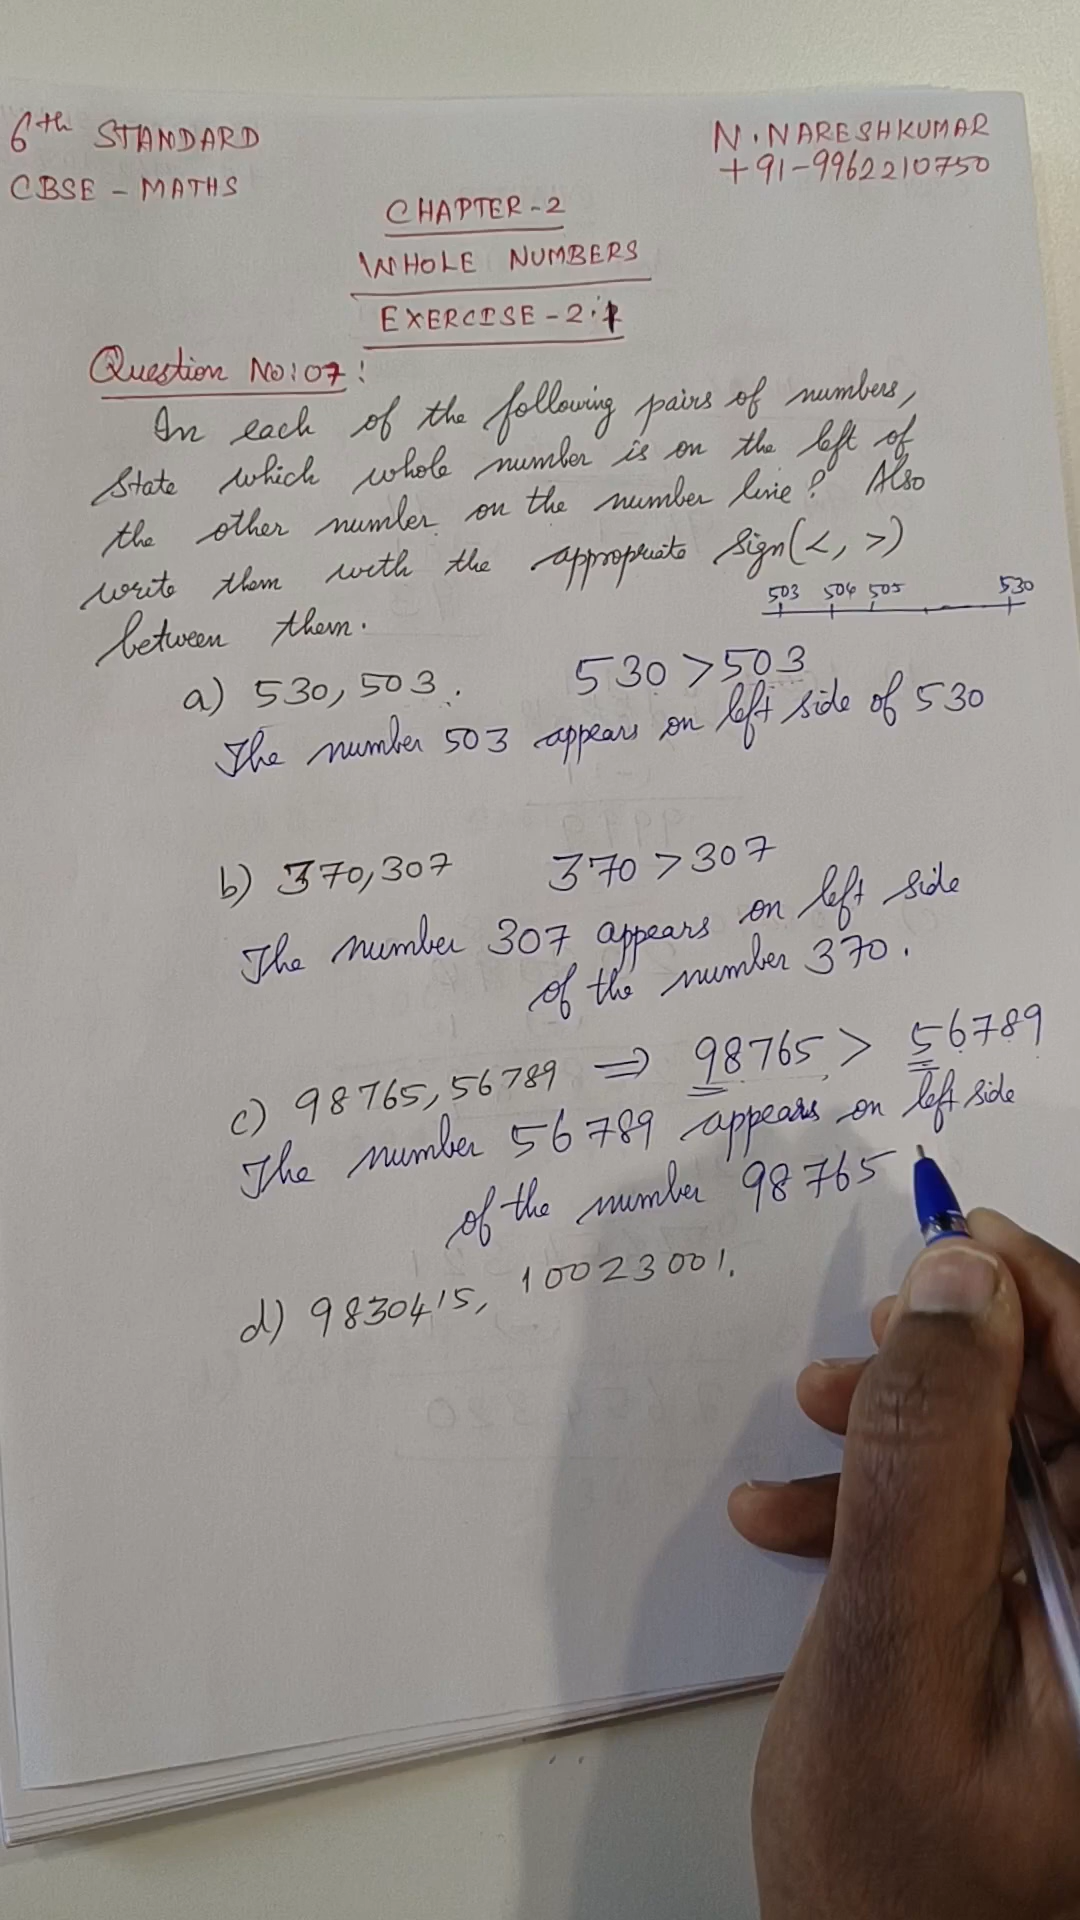 6th STANDARD
CBSE - MATHS
N. NARESHKUMAR
+91-9962210750
CHAPTER-2
WHOLE NUMBERS
EXERCISE-2.1
Question No:07:
In each of the following pairs of numbers,
State which whole number is on the left of
the other number on the number line? Also
write them with the appropriate sign(<, >)
between them.
503 504 505 530
a) 530, 503. 530 > 503
The number 503 appears on left side of 530
b) 370, 307 370 > 307
The number 307 appears on left side
of the number 370.
c) 98765, 56789 ⇒ 98765 > 56789
The number 56789 appears on left side
of the number 98765
d) 9830415, 10023001.